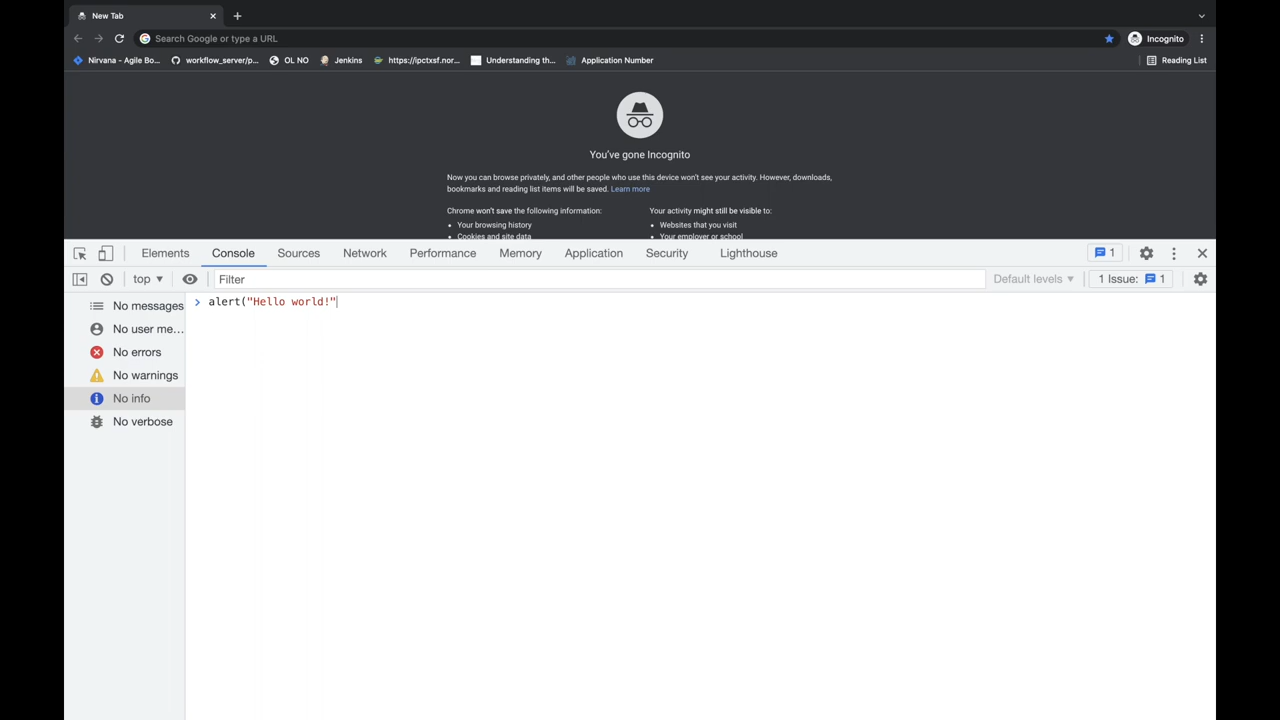 New Tab
Search Google or type a URL
Incognito
Nirvana - Agile Bo...
workflow_server/p...
OL NO
Jenkins
https://ipctxsf.nor...
Understanding th...
Application Number
Reading List
You've gone Incognito
Now you can browse privately, and other people who use this device won't see your activity. However, downloads,
bookmarks and reading list items will be saved. Learn more
Chrome won't save the following information:
Your browsing history
Cookies and site data
Your activity might still be visible to:
Websites that you visit
Your employer or school
Elements Console Sources Network Performance Memory Application Security Lighthouse
1
top
Filter
Default levels
1 Issue: 1
No messages
No user me...
No errors
No warnings
No info
No verbose
> alert("Hello world!"